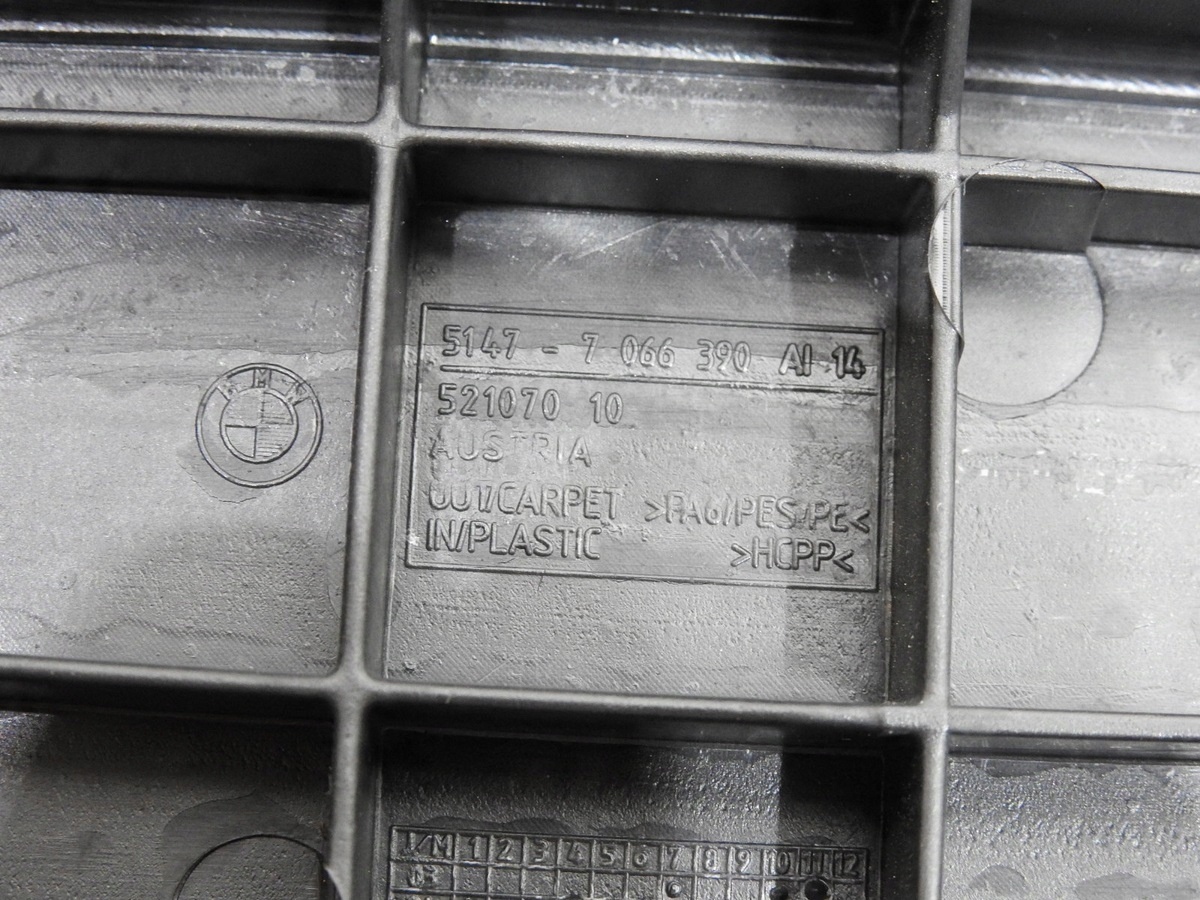 BMW
5147 - 7 066 390 AI 14
521070 10
AUSTRIA
OUT/CARPET >PA6/PES/PE<
IN/PLASTIC >HCPP<
J/M 1 2 3 4 5 6 7 8 9 10 11 12